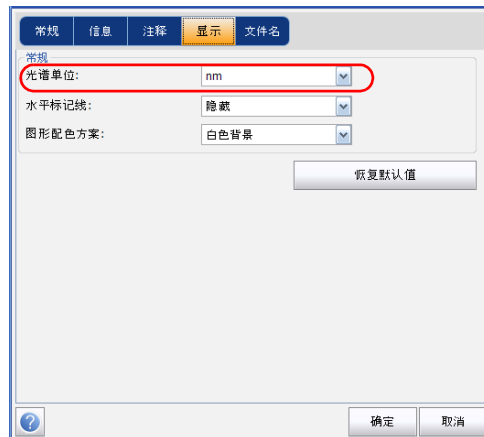 常规 信息 注释 显示 文件名
常规
光谱单位: nm
水平标记线: 隐藏
图形配色方案: 白色背景
恢复默认值
? 确定 取消